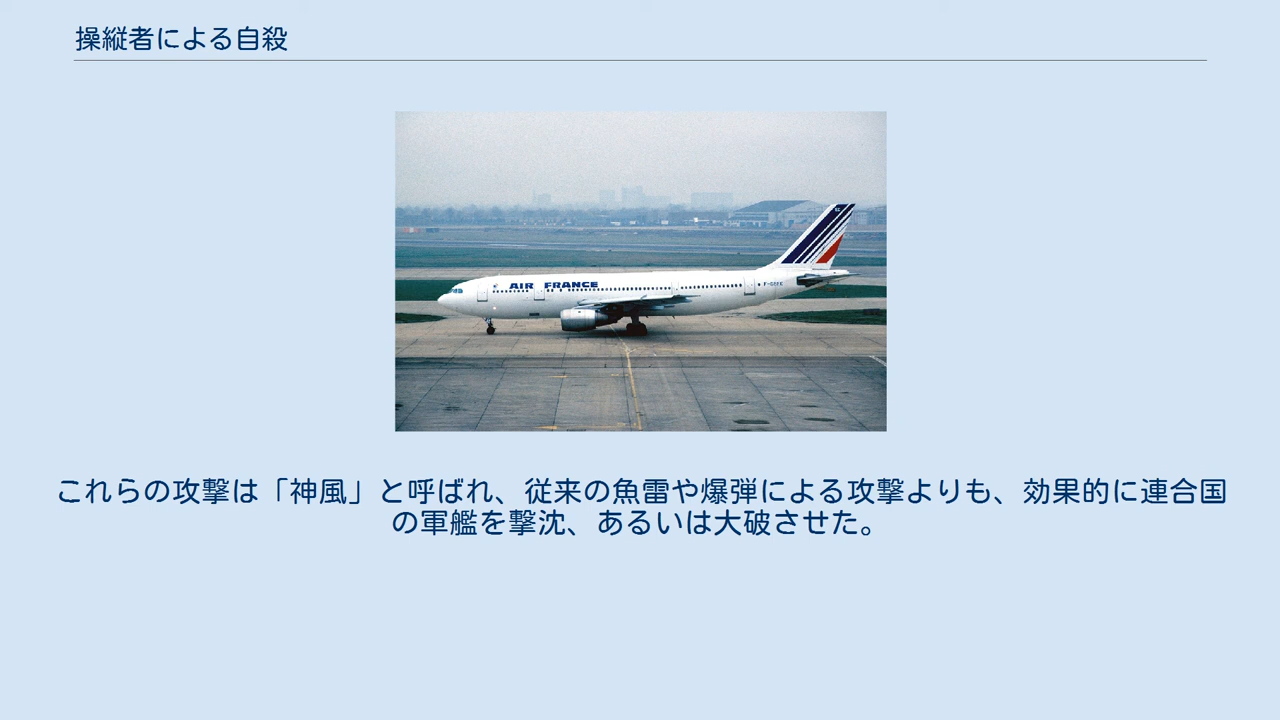 操縦者による自殺
AIR FRANCE
これらの攻撃は「神風」と呼ばれ、従来の魚雷や爆弾による攻撃よりも、効果的に連合国
の軍艦を撃沈、あるいは大破させた。